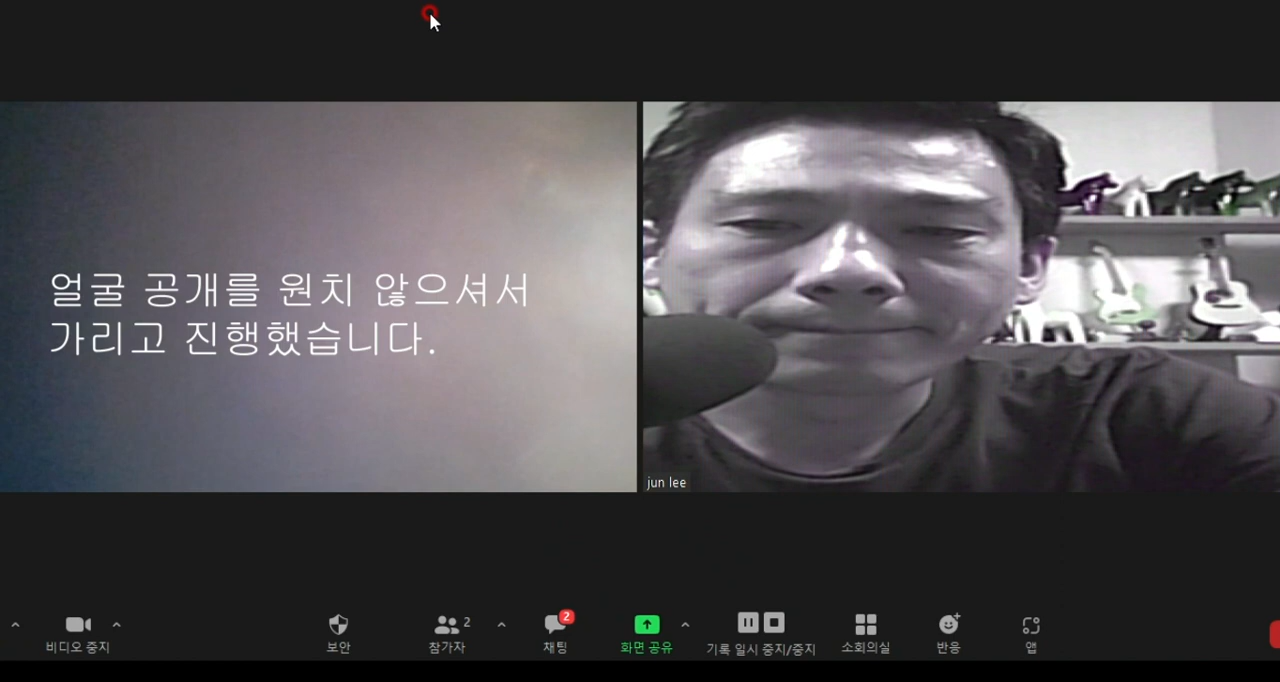 얼굴 공개를 원치 않으셔서
가리고 진행했습니다.
jun lee
비디오 중지
보안
2
참가자
2
채팅
화면 공유
기록 일시 중지/중지
소회의실
반응
앱